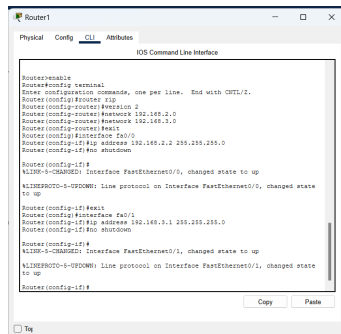 Router1
Physical Config CLI Attributes
IOS Command Line Interface
Router>enable
Router#config terminal
Enter configuration commands, one per line. End with CNTL/Z.
Router(config)#router rip
Router(config-router)#version 2
Router(config-router)#network 192.168.2.0
Router(config-router)#network 192.168.3.0
Router(config-router)#exit
Router(config)#interface fa0/0
Router(config-if)#ip address 192.168.2.2 255.255.255.0
Router(config-if)#no shutdown
Router(config-if)#
%LINK-5-CHANGED: Interface FastEthernet0/0, changed state to up
%LINEPROTO-5-UPDOWN: Line protocol on Interface FastEthernet0/0, changed state
to up
Router(config-if)#exit
Router(config)#interface fa0/1
Router(config-if)#ip address 192.168.3.1 255.255.255.0
Router(config-if)#no shutdown
Router(config-if)#
%LINK-5-CHANGED: Interface FastEthernet0/1, changed state to up
%LINEPROTO-5-UPDOWN: Line protocol on Interface FastEthernet0/1, changed state
to up
Router(config-if)#
Copy Paste
Top